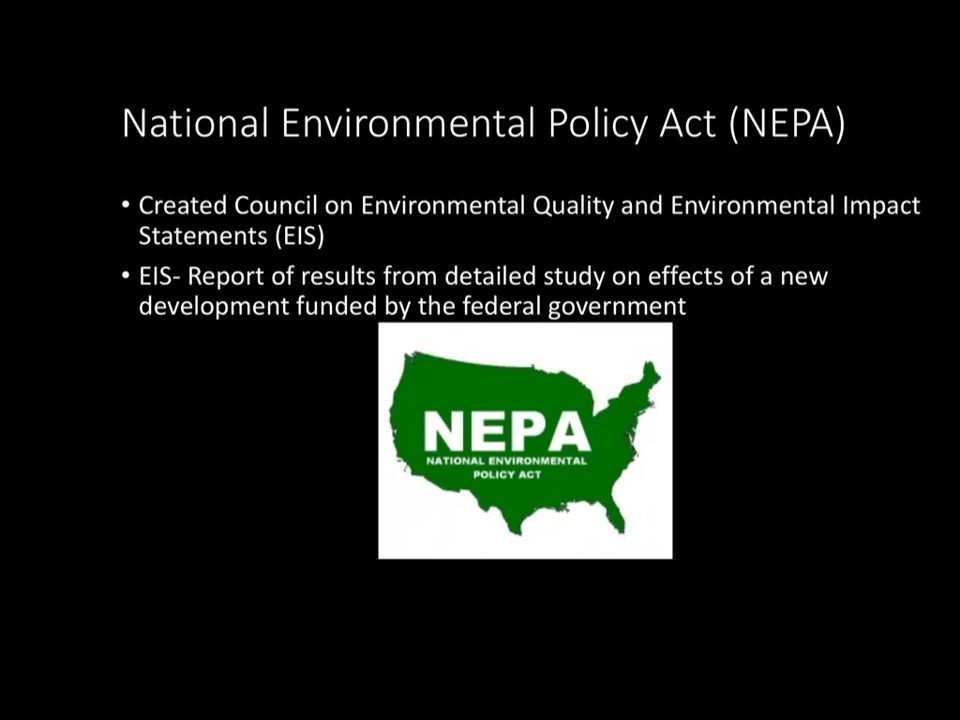 National Environmental Policy Act (NEPA)
• Created Council on Environmental Quality and Environmental Impact
Statements (EIS)
• EIS- Report of results from detailed study on effects of a new
development funded by the federal government
NEPA
NATIONAL ENVIRONMENTAL
POLICY ACT